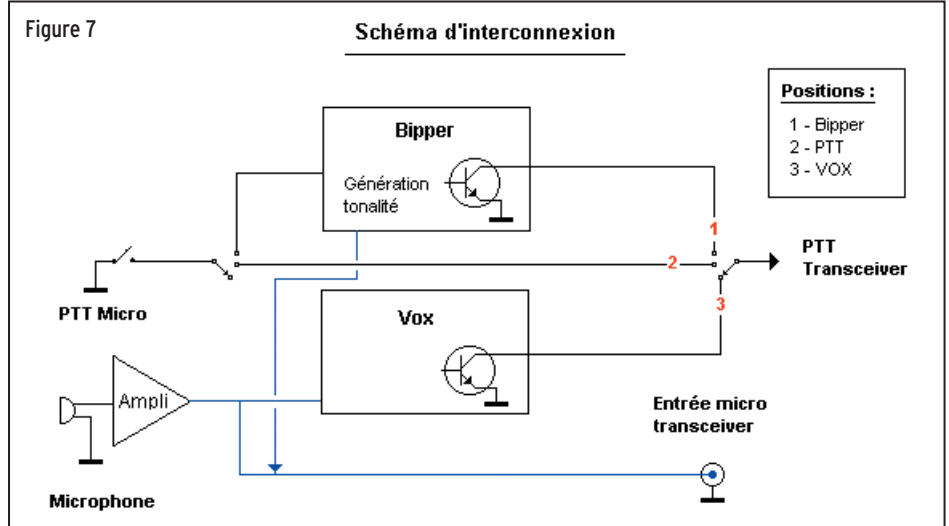 Figure 7
Schéma d'interconnexion
Positions :
1 - Bipper
2 - PTT
3 - VOX
Bipper
Génération
tonalité
1
2
3
PTT
Transceiver
PTT Micro
Vox
Ampli
Entrée micro
transceiver
Microphone